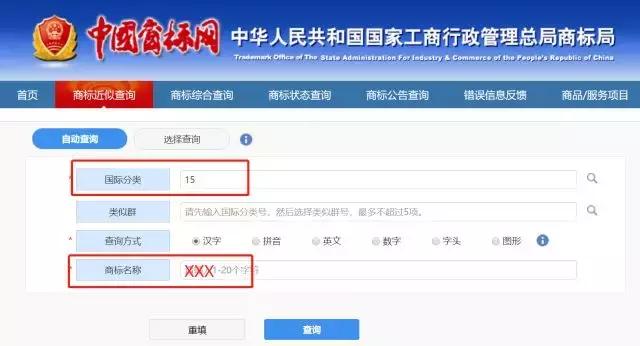 中国商标网 中华人民共和国国家工商行政管理总局商标局
Trademark Office of The State Administration For Industry & Commerce of the People's Republic of China
首页 商标近似查询 商标综合查询 商标状态查询 商标公告查询 错误信息反馈 商品/服务项目
自动查询 选择查询 i
* 国际分类 15
类似群 请先输入国际分类号，然后选择类似群号，最多不超过5项。
* 查询方式 汉字 拼音 英文 数字 字头 图形 i
* 商标名称 XXX 1-20个字符
重填 查询